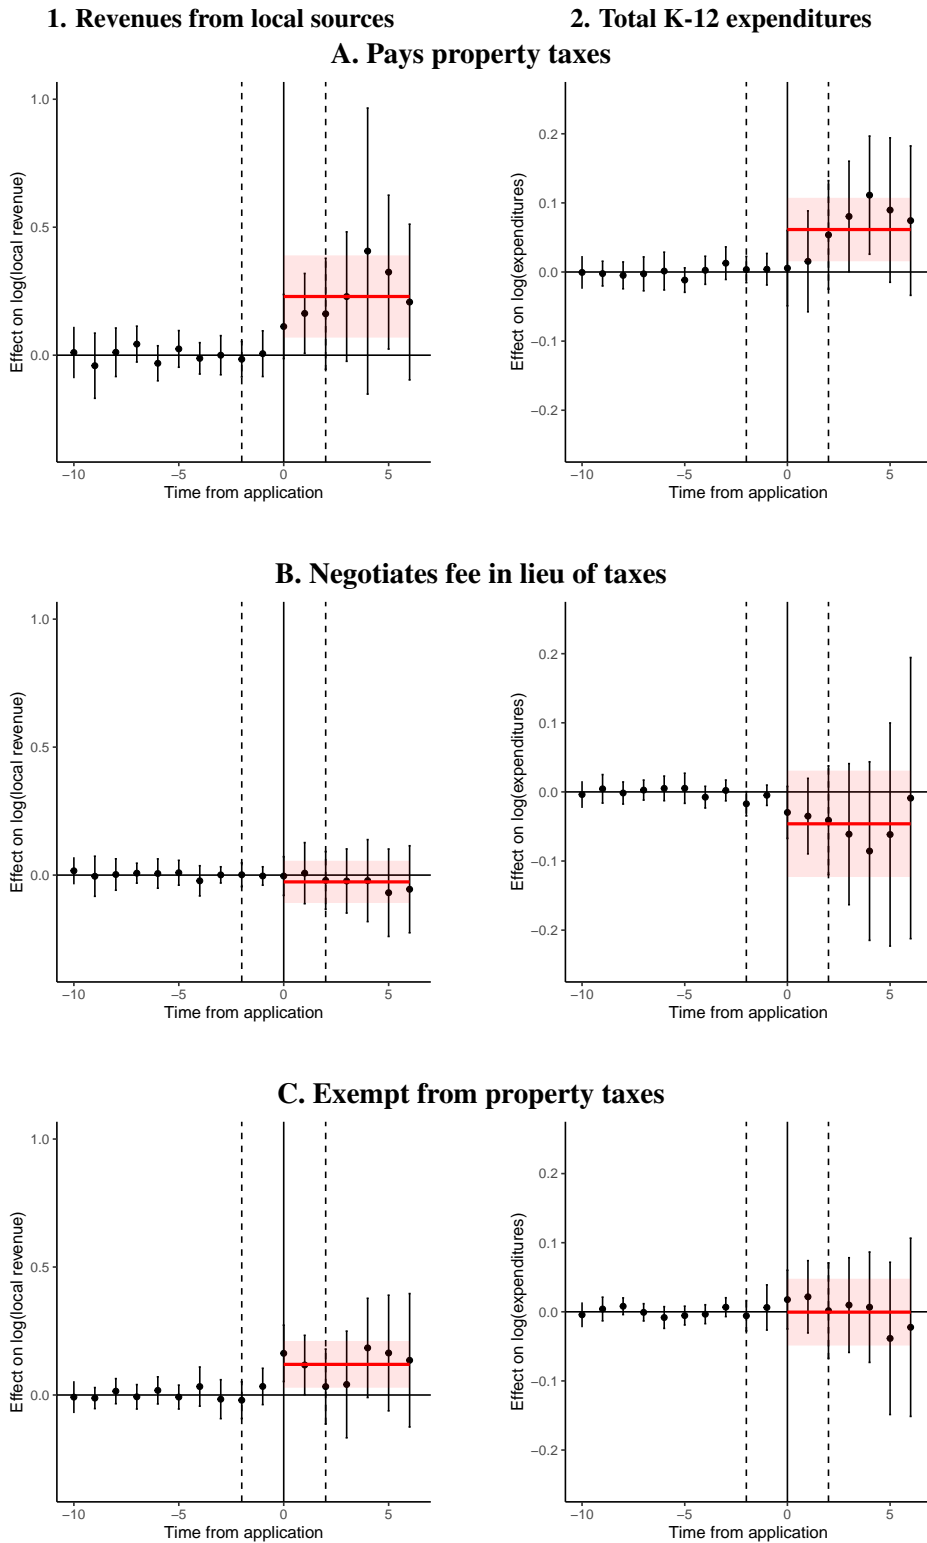 1. Revenues from local sources
2. Total K-12 expenditures
A. Pays property taxes
Effect on log(local revenue)
1.0
0.5
0.0
−10
−5
0
5
Time from application
Effect on log(expenditures)
0.2
0.1
0.0
−0.1
−0.2
−10
−5
0
5
Time from application
B. Negotiates fee in lieu of taxes
Effect on log(local revenue)
1.0
0.5
0.0
−10
−5
0
5
Time from application
Effect on log(expenditures)
0.2
0.1
0.0
−0.1
−0.2
−10
−5
0
5
Time from application
C. Exempt from property taxes
Effect on log(local revenue)
1.0
0.5
0.0
−10
−5
0
5
Time from application
Effect on log(expenditures)
0.2
0.1
0.0
−0.1
−0.2
−10
−5
0
5
Time from application